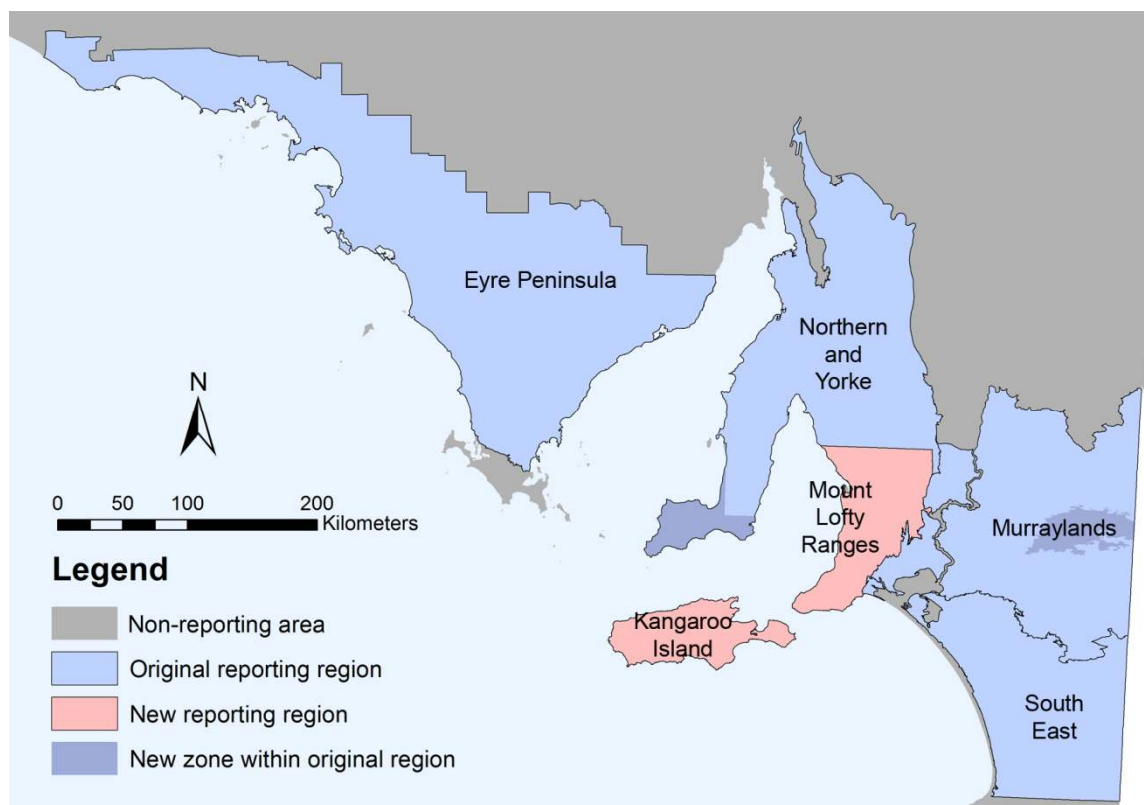 Eyre Peninsula
Northern
and
Yorke
N
Mount
Lofty
Ranges
Murraylands
0 50 100 200
Kilometers
Kangaroo
Island
South
East
Legend
Non-reporting area
Original reporting region
New reporting region
New zone within original region